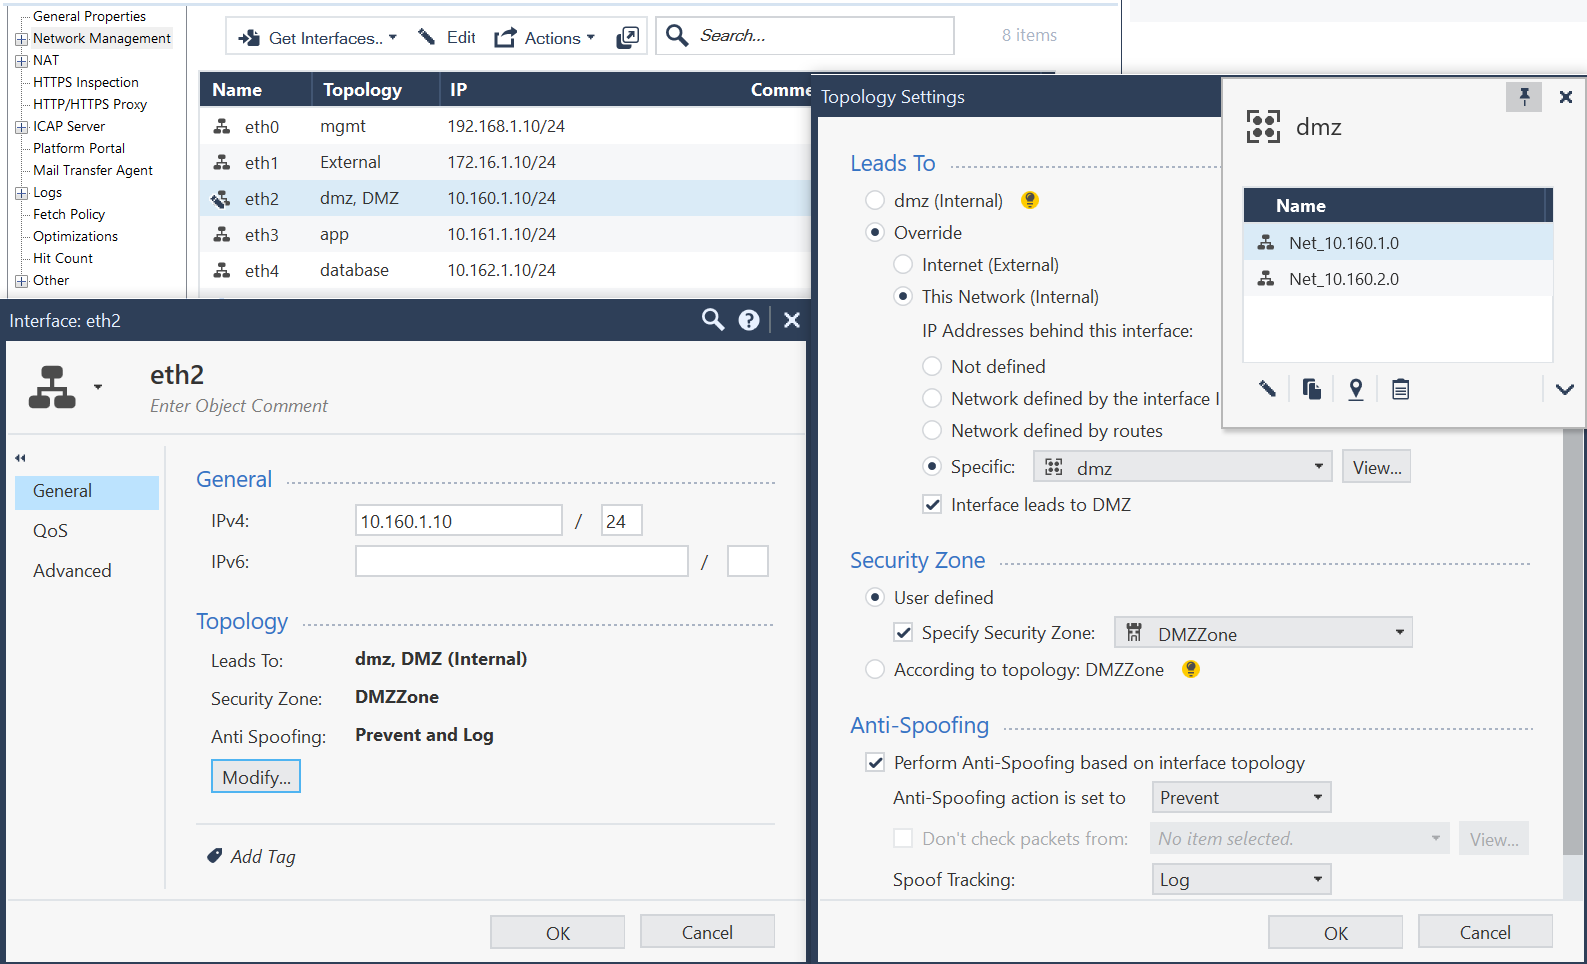 General Properties
Network Management
NAT
HTTPS Inspection
HTTP/HTTPS Proxy
ICAP Server
Platform Portal
Mail Transfer Agent
Logs
Fetch Policy
Optimizations
Hit Count
Other
Get Interfaces.. Edit Actions Search... 8 items
Name Topology IP Comme
eth0 mgmt 192.168.1.10/24
eth1 External 172.16.1.10/24
eth2 dmz, DMZ 10.160.1.10/24
eth3 app 10.161.1.10/24
eth4 database 10.162.1.10/24
Interface: eth2
eth2
Enter Object Comment
General
QoS
Advanced
General
IPv4: 10.160.1.10 / 24
IPv6: /
Topology
Leads To: dmz, DMZ (Internal)
Security Zone: DMZZone
Anti Spoofing: Prevent and Log
Modify...
Add Tag
OK Cancel
Topology Settings
Leads To
dmz (Internal)
Override
Internet (External)
This Network (Internal)
IP Addresses behind this interface:
Not defined
Network defined by the interface I
Network defined by routes
Specific: dmz View...
Interface leads to DMZ
Security Zone
User defined
Specify Security Zone: DMZZone
According to topology: DMZZone
Anti-Spoofing
Perform Anti-Spoofing based on interface topology
Anti-Spoofing action is set to Prevent
Don't check packets from: No item selected. View...
Spoof Tracking: Log
OK Cancel
dmz
Name
Net_10.160.1.0
Net_10.160.2.0